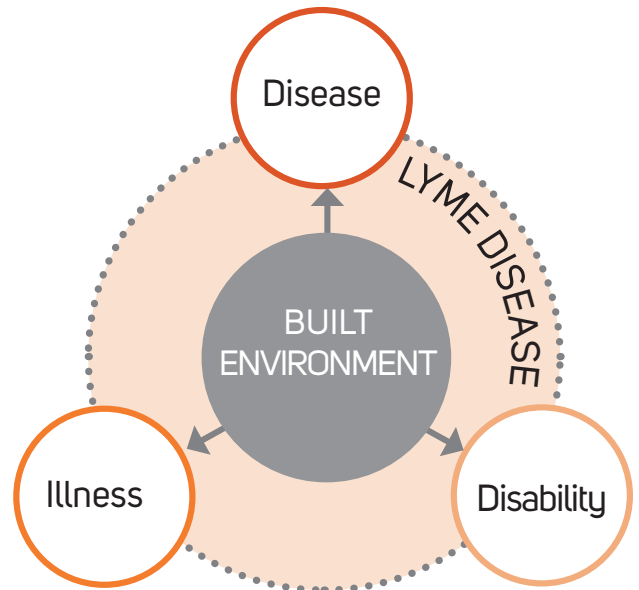 Disease
LYME DISEASE
BUILT
ENVIRONMENT
Illness
Disability